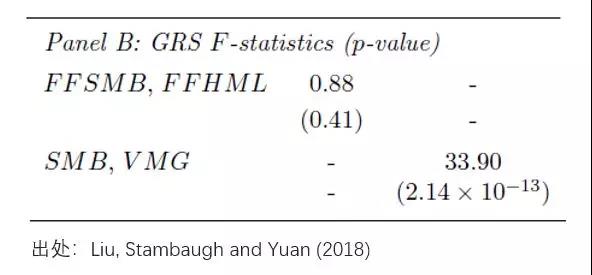 Panel B: GRS F-statistics (p-value)
FFSMB, FFHML 0.88 -
(0.41) -
SMB, VMG - 33.90
- (2.14 × 10⁻¹³)
出处：Liu, Stambaugh and Yuan (2018)